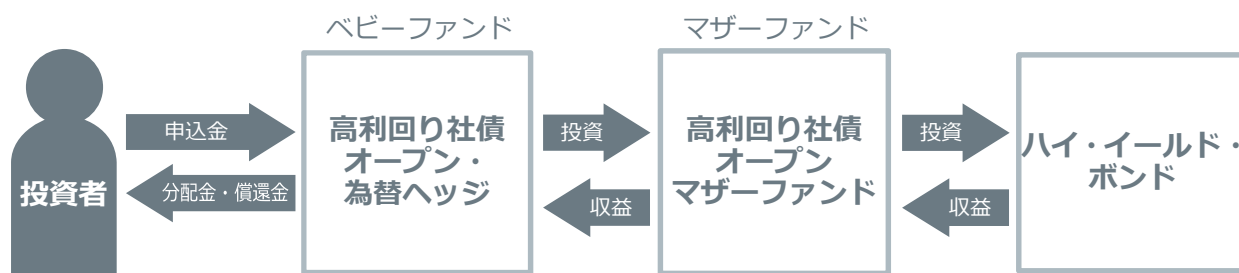 ベビーファンド
マザーファンド
投資者
申込金
分配金・償還金
高利回り社債
オープン・
為替ヘッジ
投資
収益
高利回り社債
オープン
マザーファンド
投資
収益
ハイ・イールド・
ボンド